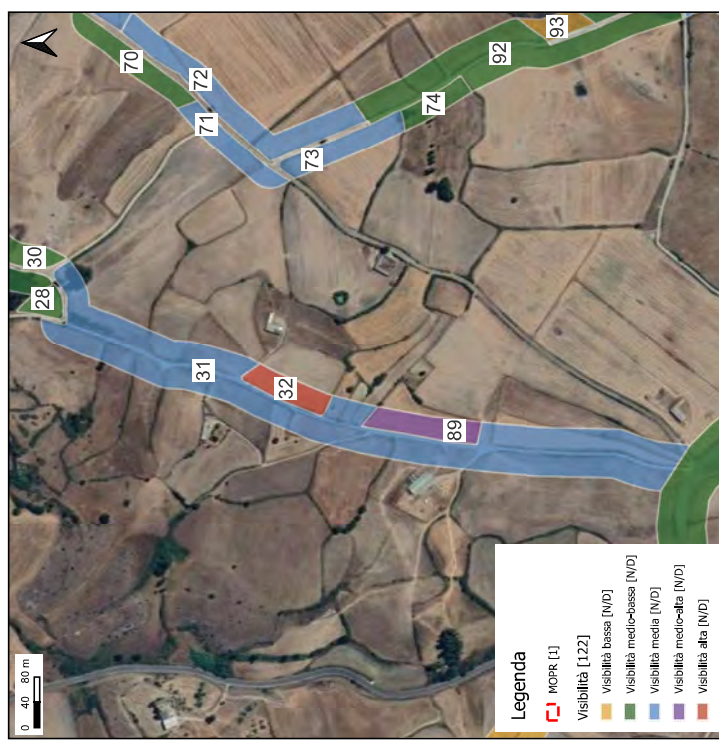 70
72
71
92
93
74
73
30
28
31
32
89
0 40 80 m
Legenda
MOPR [1]
Visibilità [122]
Visibilità bassa [N/D]
Visibilità medio-bassa [N/D]
Visibilità media [N/D]
Visibilità medio-alta [N/D]
Visibilità alta [N/D]